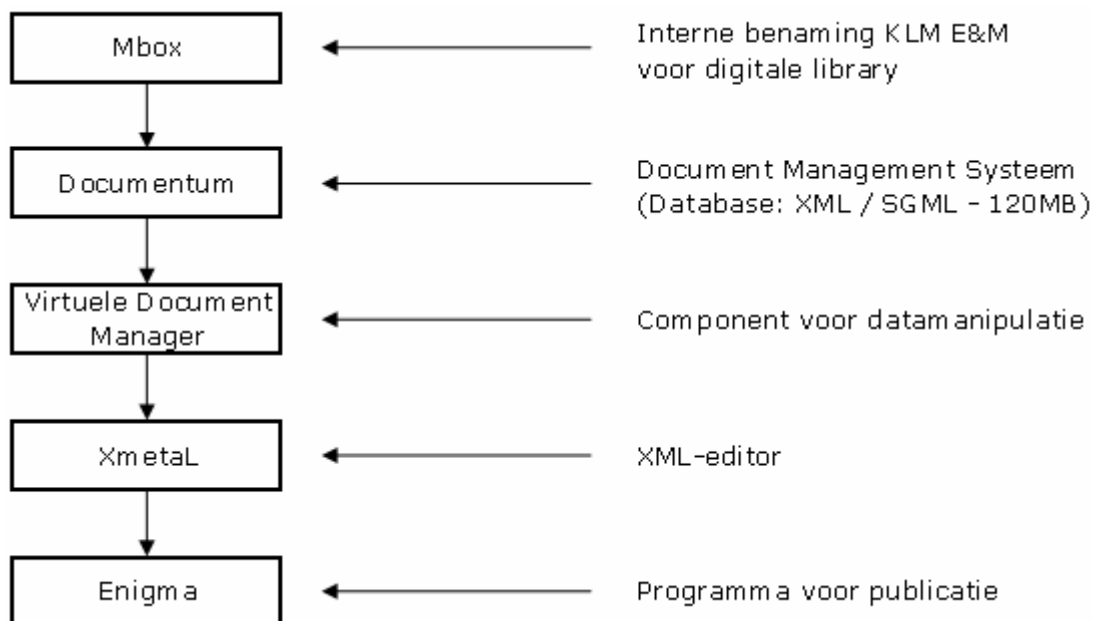 Mbox
Interne benaming KLM E&M
voor digitale library
Documentum
Document Management Systeem
(Database: XML / SGML - 120MB)
Virtuele Document
Manager
Component voor datamanipulatie
XmetaL
XML-editor
Enigma
Programma voor publicatie